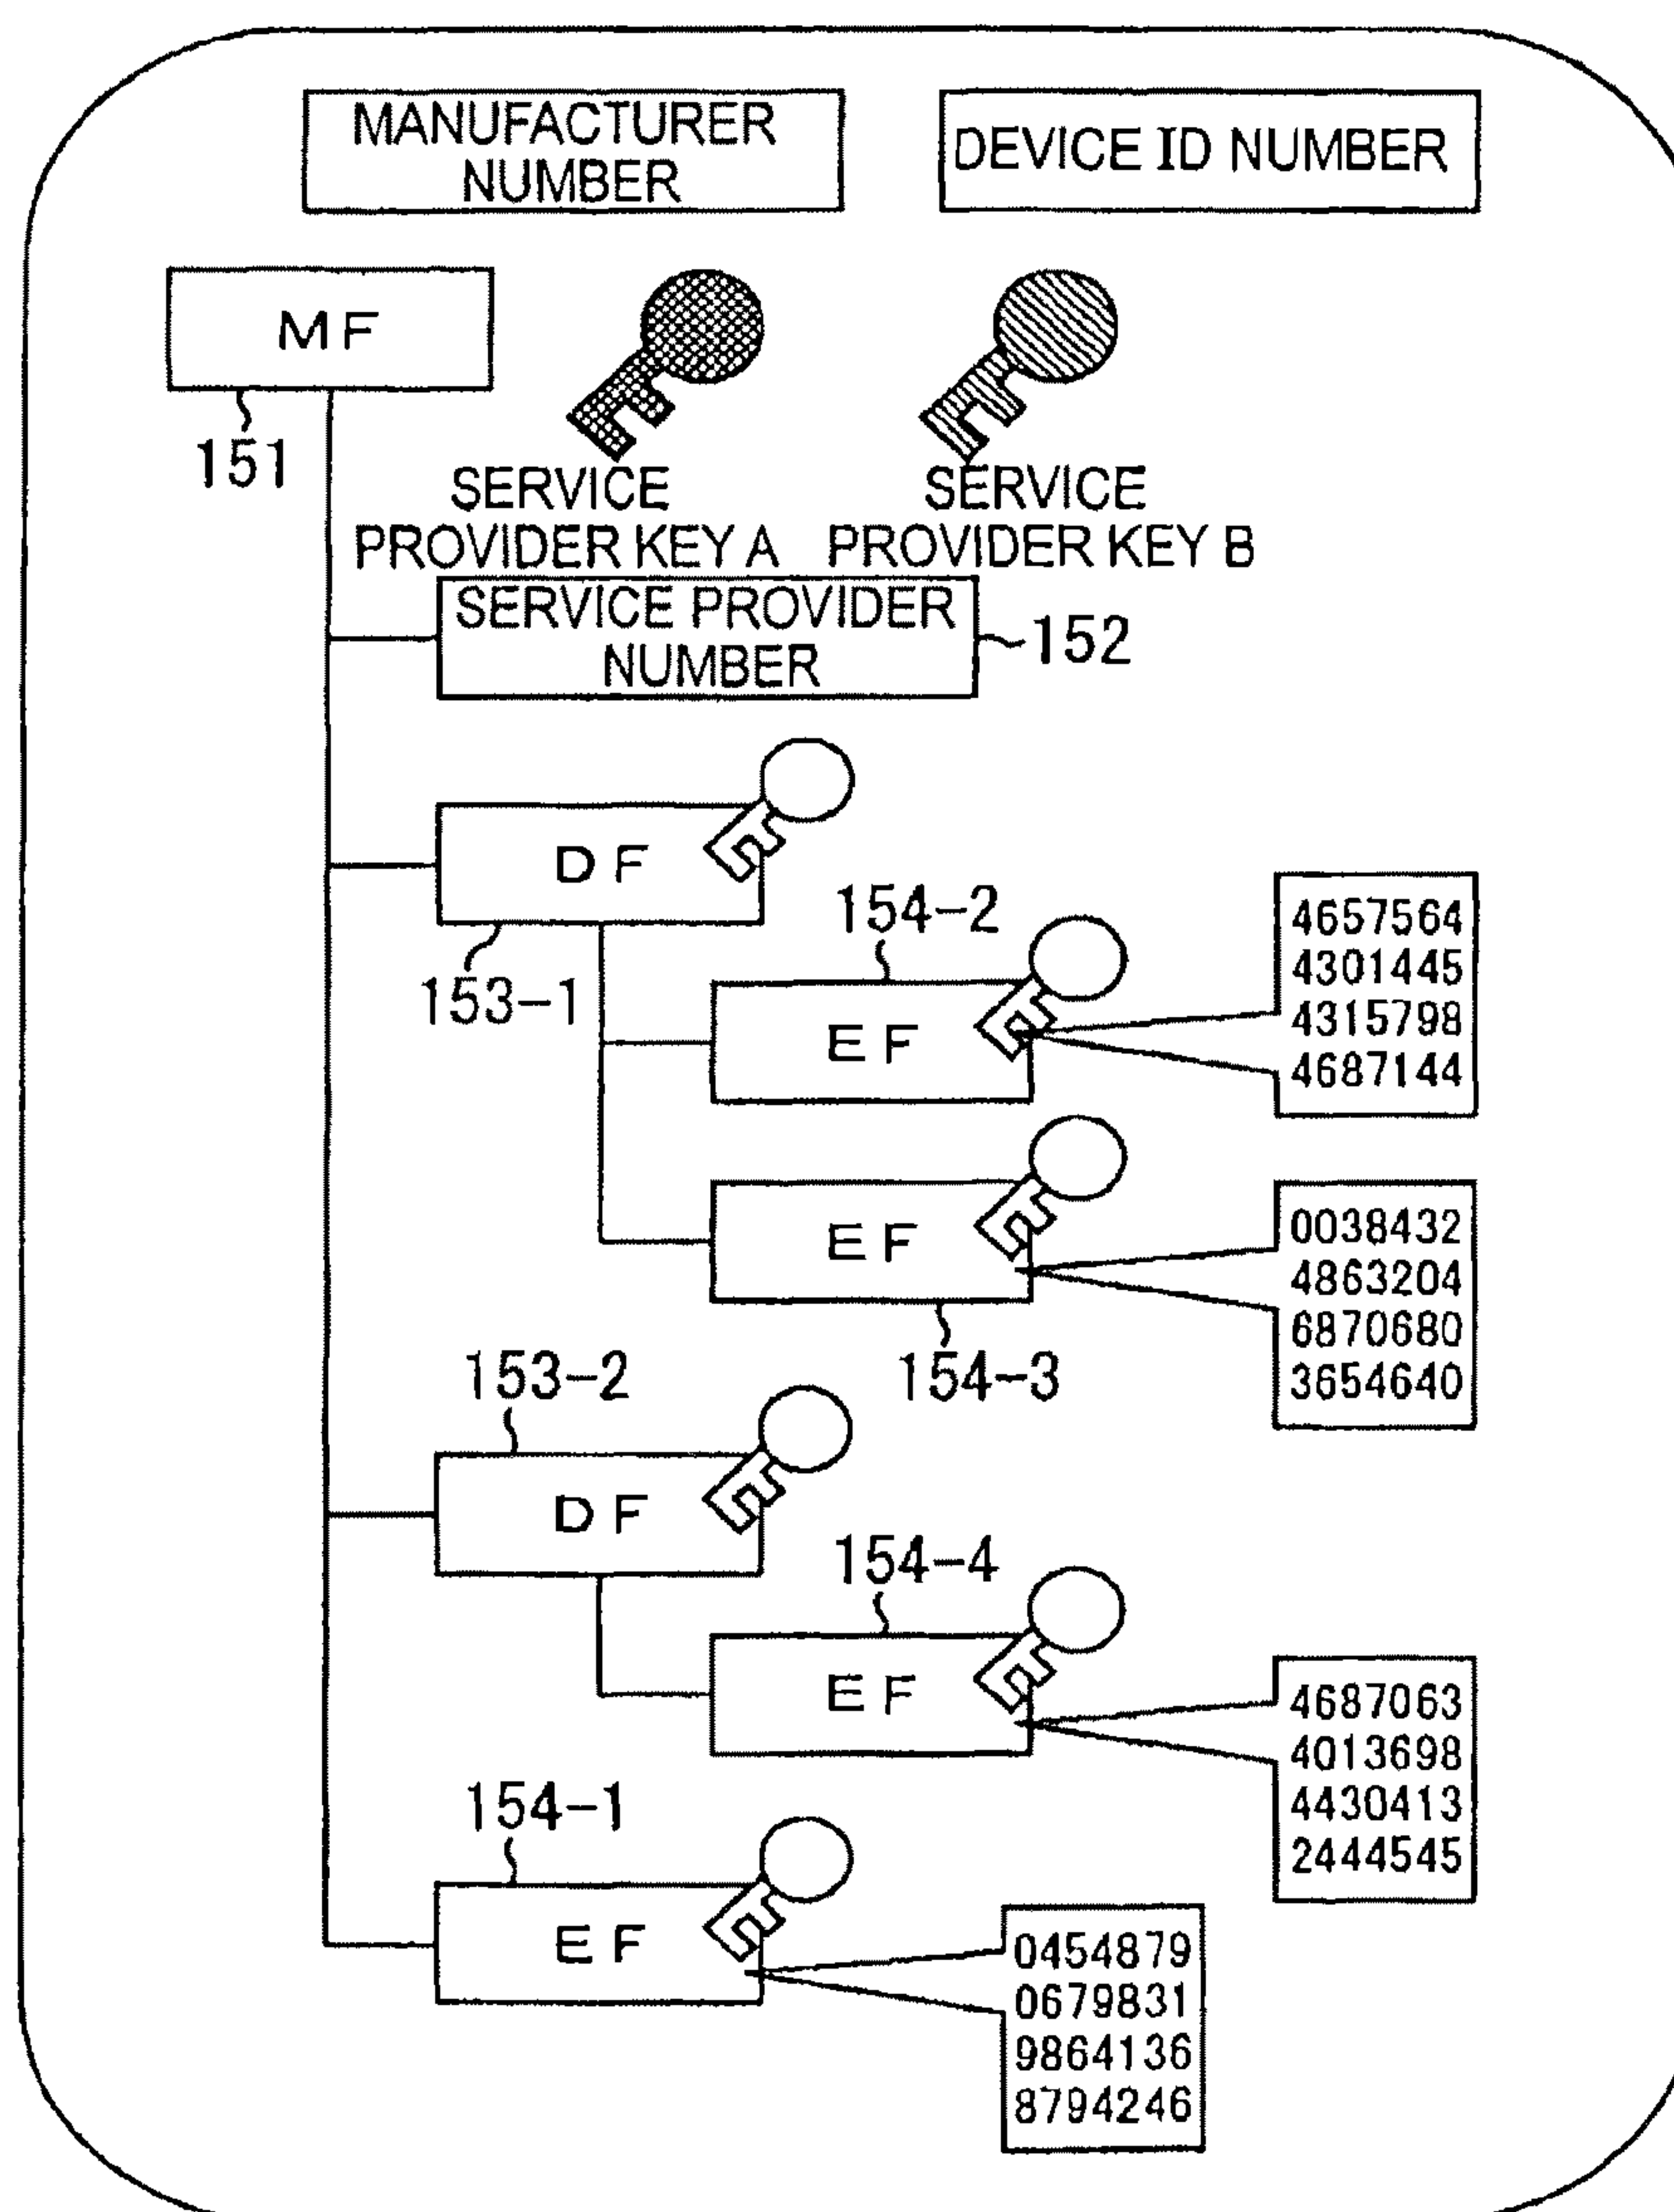 MANUFACTURER
NUMBER
DEVICE ID NUMBER
MF
151
SERVICE
PROVIDER KEY A
SERVICE
PROVIDER KEY B
SERVICE PROVIDER
NUMBER
152
DF
153-1
154-2
EF
4657564
4301445
4315798
4687144
EF
154-3
0038432
4863204
6870680
3654640
153-2
DF
154-4
EF
4687063
4013698
4430413
2444545
154-1
EF
0454879
0679831
9864136
8794246